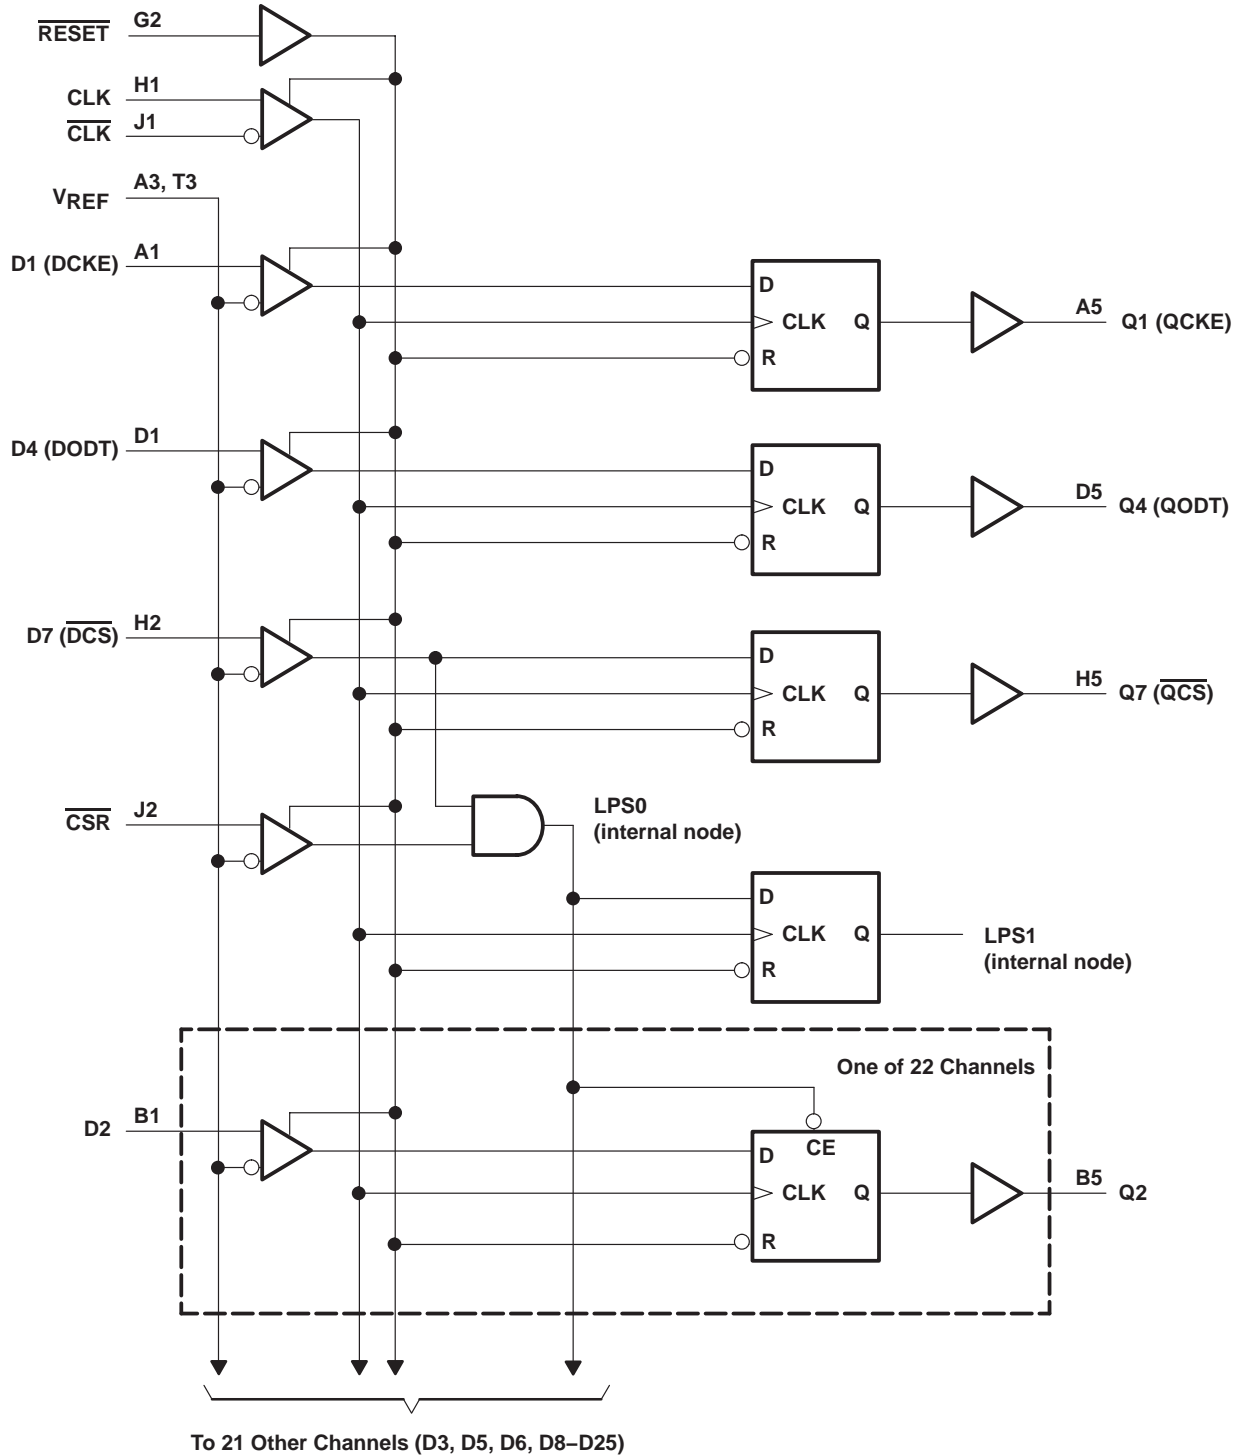 RESET G2
CLK H1
CLK J1
VREF A3, T3
D1 (DCKE) A1
D
CLK Q
R
A5 Q1 (QCKE)
D4 (DODT) D1
D
CLK Q
R
D5 Q4 (QODT)
D7 (DCS) H2
D
CLK Q
R
H5 Q7 (QCS)
CSR J2
LPS0
(internal node)
D
CLK Q
R
LPS1
(internal node)
One of 22 Channels
D2 B1
CE
D
CLK Q
R
B5 Q2
To 21 Other Channels (D3, D5, D6, D8–D25)